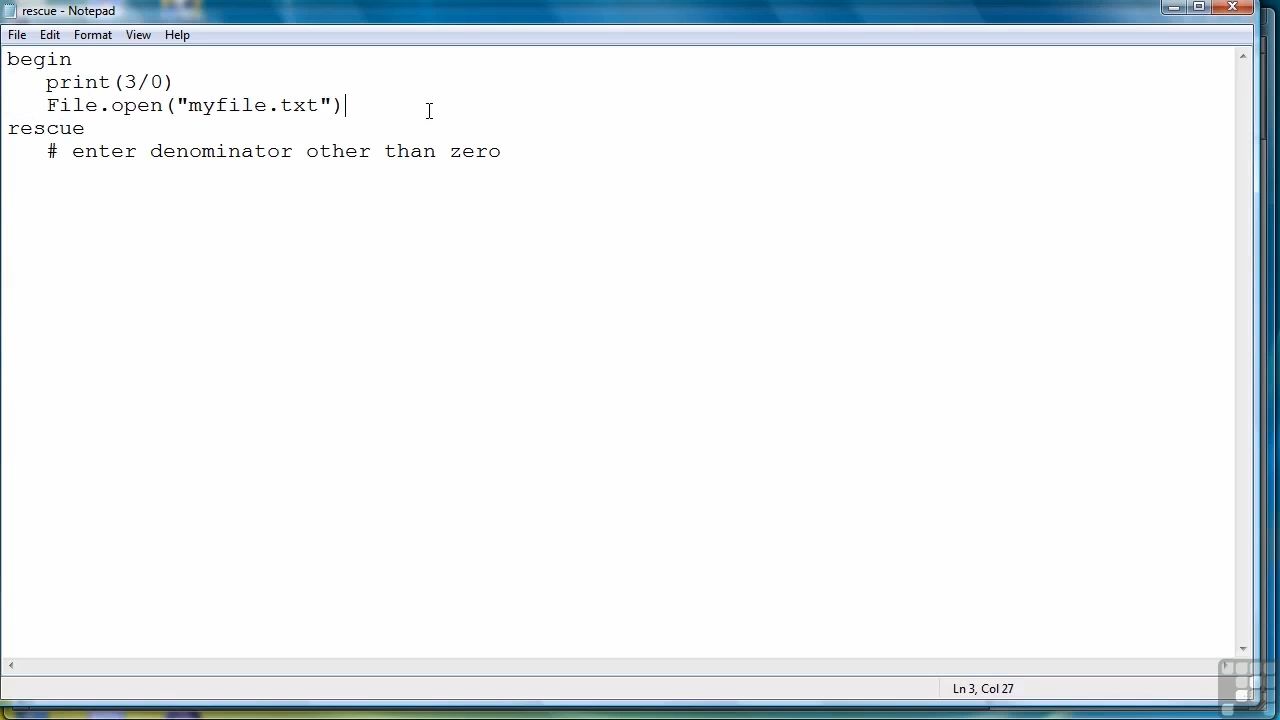 rescue - Notepad
File Edit Format View Help
begin
   print(3/0)
   File.open("myfile.txt")
rescue
   # enter denominator other than zero
Ln 3, Col 27